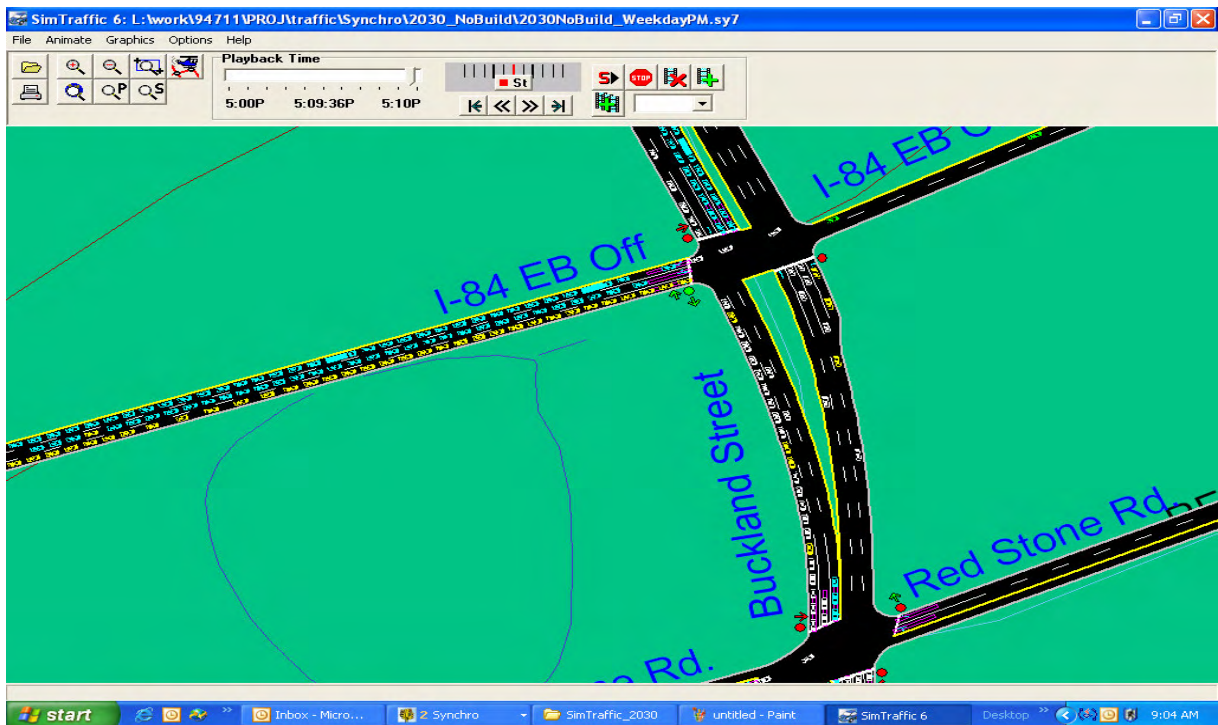 SimTraffic 6: L:\work\94711\PROJ\traffic\Synchro\2030_NoBuild\2030NoBuild_WeekdayPM.sy7
File Animate Graphics Options Help
Playback Time
5:00P 5:09:36P 5:10P
St
S
STOP
P
S
I-84 EB O
I-84 EB Off
Buckland Street
Red Stone Rd.
e Rd.
start
Inbox - Micro...
2 Synchro
SimTraffic_2030
untitled - Paint
SimTraffic 6
Desktop
9:04 AM